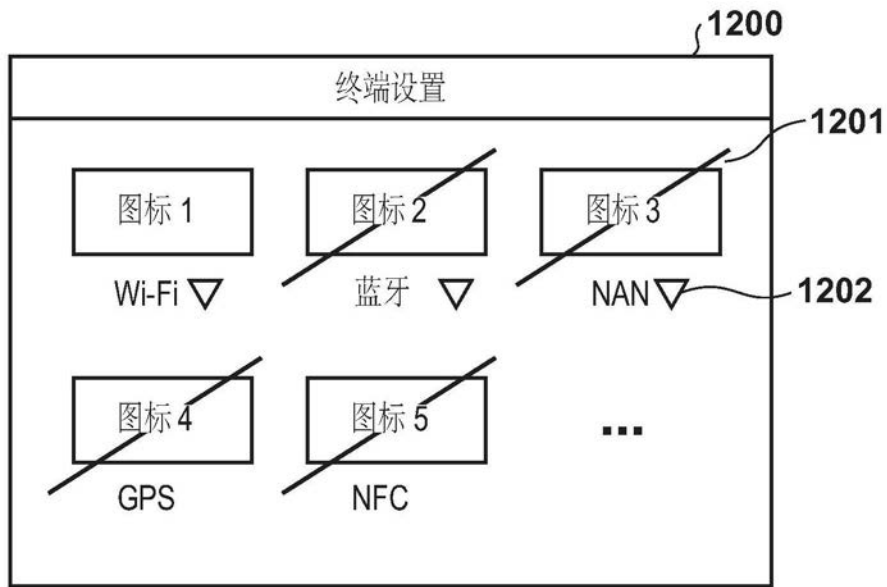 1200
终端设置
1201
图标 1 图标 2 图标 3
Wi-Fi 蓝牙 NAN 1202
图标 4 图标 5 ...
GPS NFC